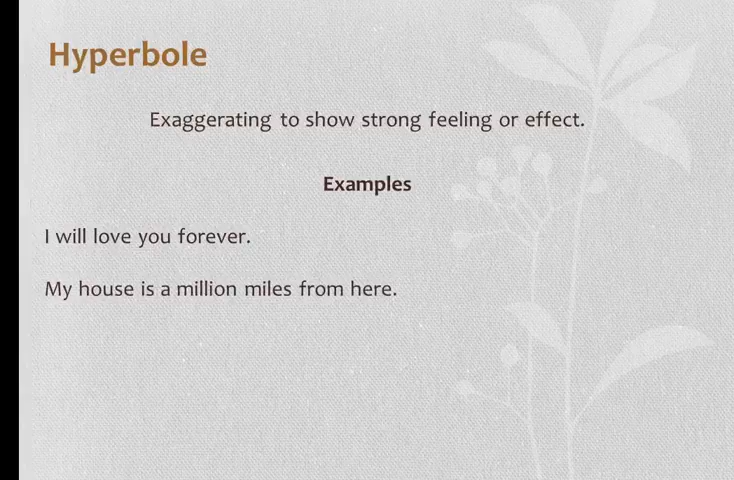 Hyperbole
Exaggerating to show strong feeling or effect.
Examples
I will love you forever.
My house is a million miles from here.